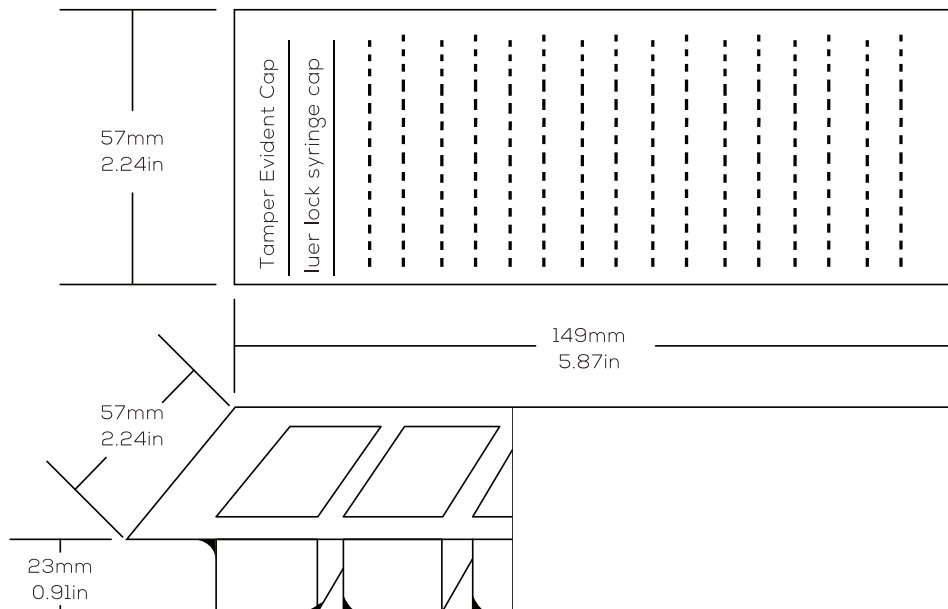 Tamper Evident Cap
luer lock syringe cap
57mm
2.24in
149mm
5.87in
57mm
2.24in
23mm
0.91in